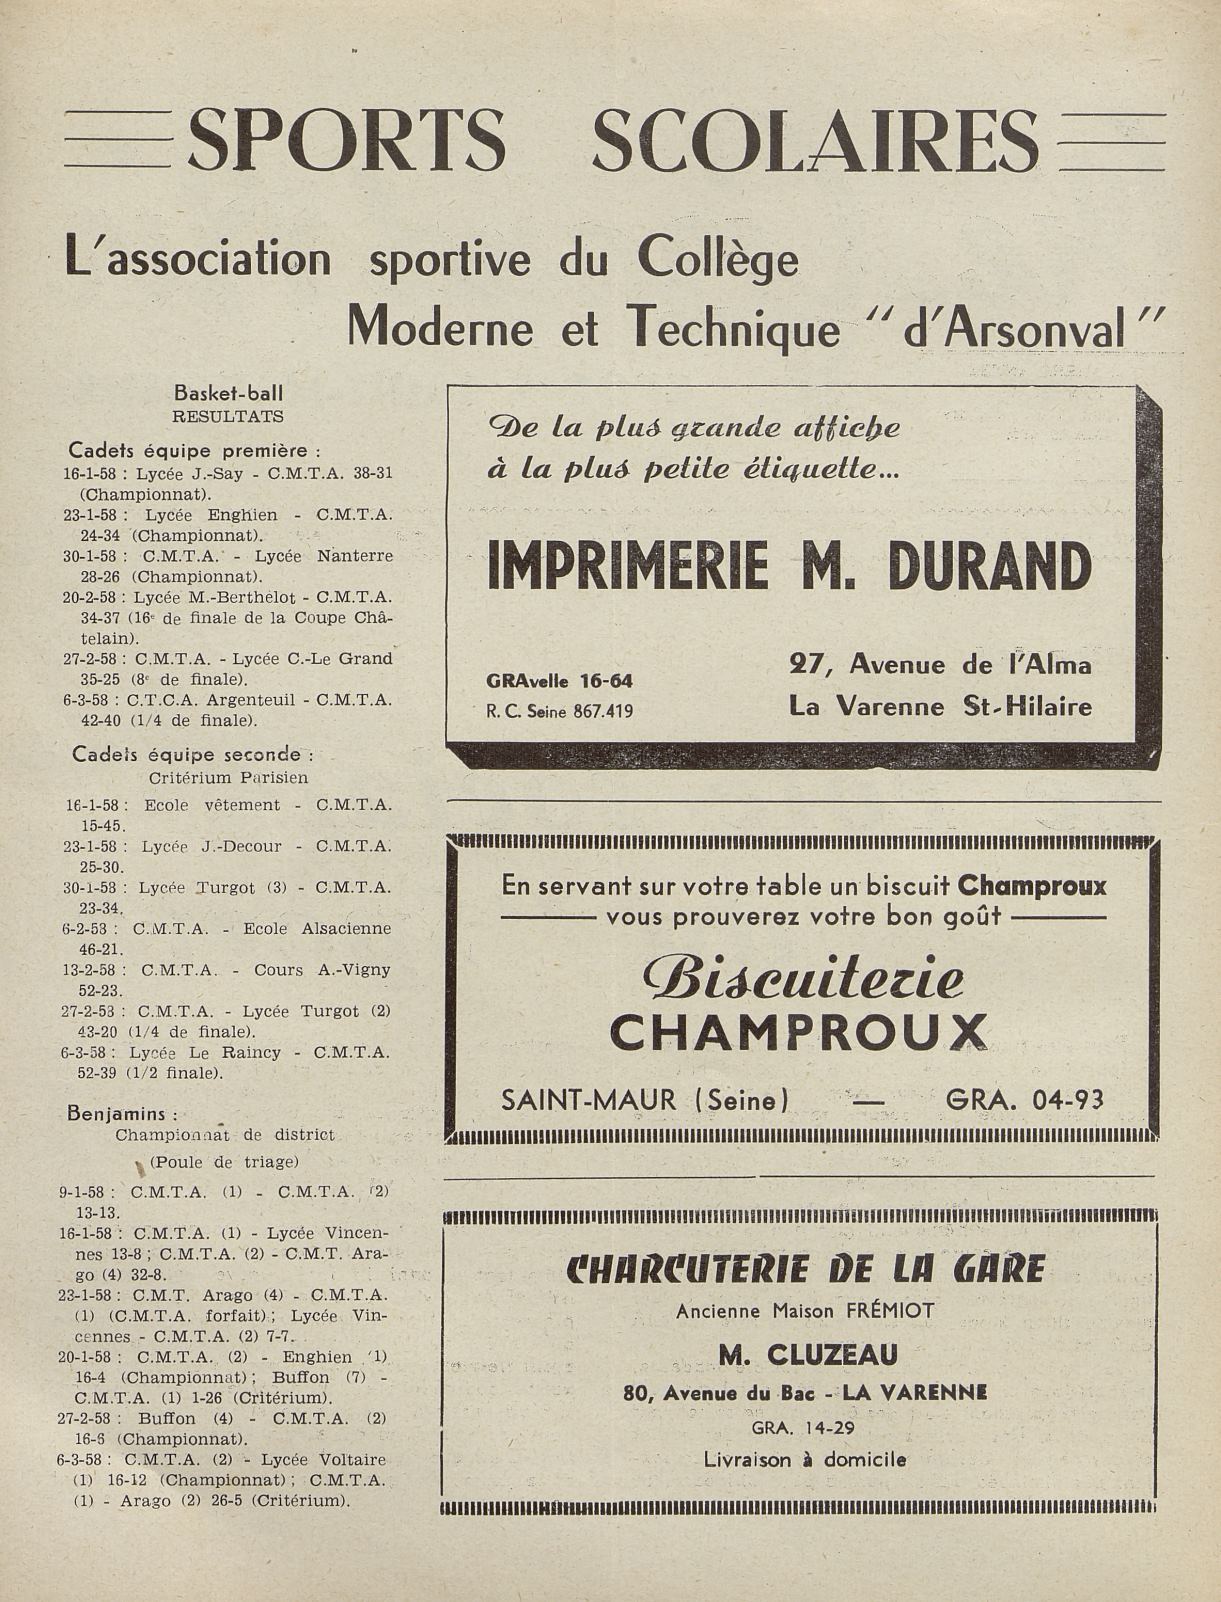 SPORTS SCOLAIRES
L'association sportive du Collège
Moderne et Technique "d'Arsonval"
Basket-ball
RESULTATS
Cadets équipe première :
16-1-58 : Lycée J.-Say - C.M.T.A. 38-31
(Championnat).
23-1-58 : Lycée Enghien - C.M.T.A.
24-34 (Championnat).
30-1-58 : C.M.T.A. - Lycée Nanterre
28-26 (Championnat).
20-2-58 : Lycée M.-Berthelot - C.M.T.A.
34-37 (16e de finale de la Coupe Châ-
telain).
27-2-58 : C.M.T.A. - Lycée C.-Le Grand
35-25 (8e de finale).
6-3-58 : C.T.C.A. Argenteuil - C.M.T.A.
42-40 (1/4 de finale).
Cadets équipe seconde :
Critérium Parisien
16-1-58 : Ecole vêtement - C.M.T.A.
15-45.
23-1-58 : Lycée J.-Decour - C.M.T.A.
25-30.
30-1-58 : Lycée Turgot (3) - C.M.T.A.
23-34.
6-2-53 : C.M.T.A. - Ecole Alsacienne
46-21.
13-2-58 : C.M.T.A. - Cours A.-Vigny
52-23.
27-2-53 : C.M.T.A. - Lycée Turgot (2)
43-20 (1/4 de finale).
6-3-58 : Lycée Le Raincy - C.M.T.A.
52-39 (1/2 finale).
Benjamins :
Championnat de district
(Poule de triage)
9-1-58 : C.M.T.A. (1) - C.M.T.A. (2)
13-13.
16-1-58 : C.M.T.A. (1) - Lycée Vincen-
nes 13-8 ; C.M.T.A. (2) - C.M.T. Ara-
go (4) 32-8.
23-1-58 : C.M.T. Arago (4) - C.M.T.A.
(1) (C.M.T.A. forfait) ; Lycée Vin-
cennes - C.M.T.A. (2) 7-7.
20-1-58 : C.M.T.A. (2) - Enghien (1)
16-4 (Championnat) ; Buffon (7) -
C.M.T.A. (1) 1-26 (Critérium).
27-2-58 : Buffon (4) - C.M.T.A. (2)
16-6 (Championnat).
6-3-58 : C.M.T.A. (2) - Lycée Voltaire
(1) 16-12 (Championnat) ; C.M.T.A.
(1) - Arago (2) 26-5 (Critérium).
De la plus grande affiche
à la plus petite étiquette...
IMPRIMERIE M. DURAND
GRAvelle 16-64
R. C. Seine 867.419
27, Avenue de l'Alma
La Varenne St-Hilaire
En servant sur votre table un biscuit Champroux
vous prouverez votre bon goût
Biscuiterie
CHAMPROUX
SAINT-MAUR (Seine) — GRA. 04-93
CHARCUTERIE DE LA GARE
Ancienne Maison FRÉMIOT
M. CLUZEAU
80, Avenue du Bac - LA VARENNE
GRA. 14-29
Livraison à domicile